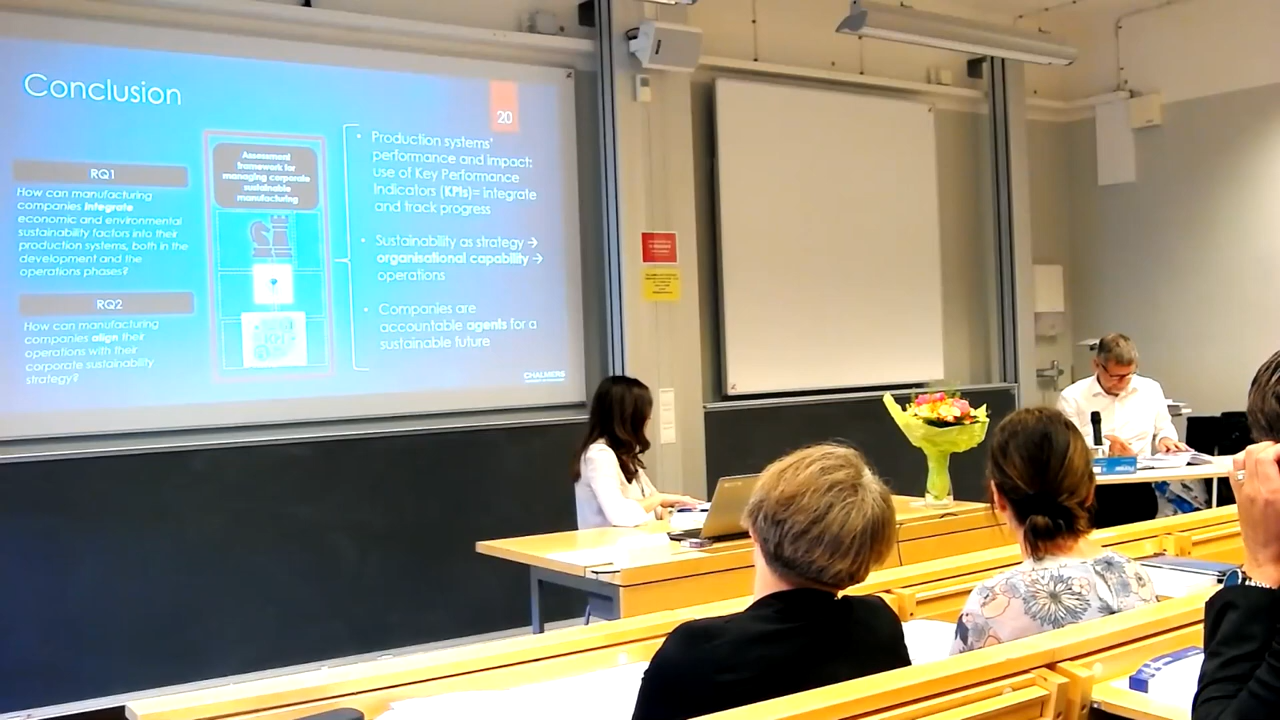 Conclusion
20
RQ1
How can manufacturing
companies integrate
economic and environmental
sustainability factors into their
production systems, both in the
development and the
operations phases?
RQ2
How can manufacturing
companies align their
operations with their
corporate sustainability
strategy?
Assessment
framework for
managing corporate
sustainable
manufacturing
• Production systems'
performance and impact:
use of Key Performance
Indicators (KPIs)= integrate
and track progress
• Sustainability as strategy →
organisational capability →
operations
• Companies are
accountable agents for a
sustainable future
CHALMERS